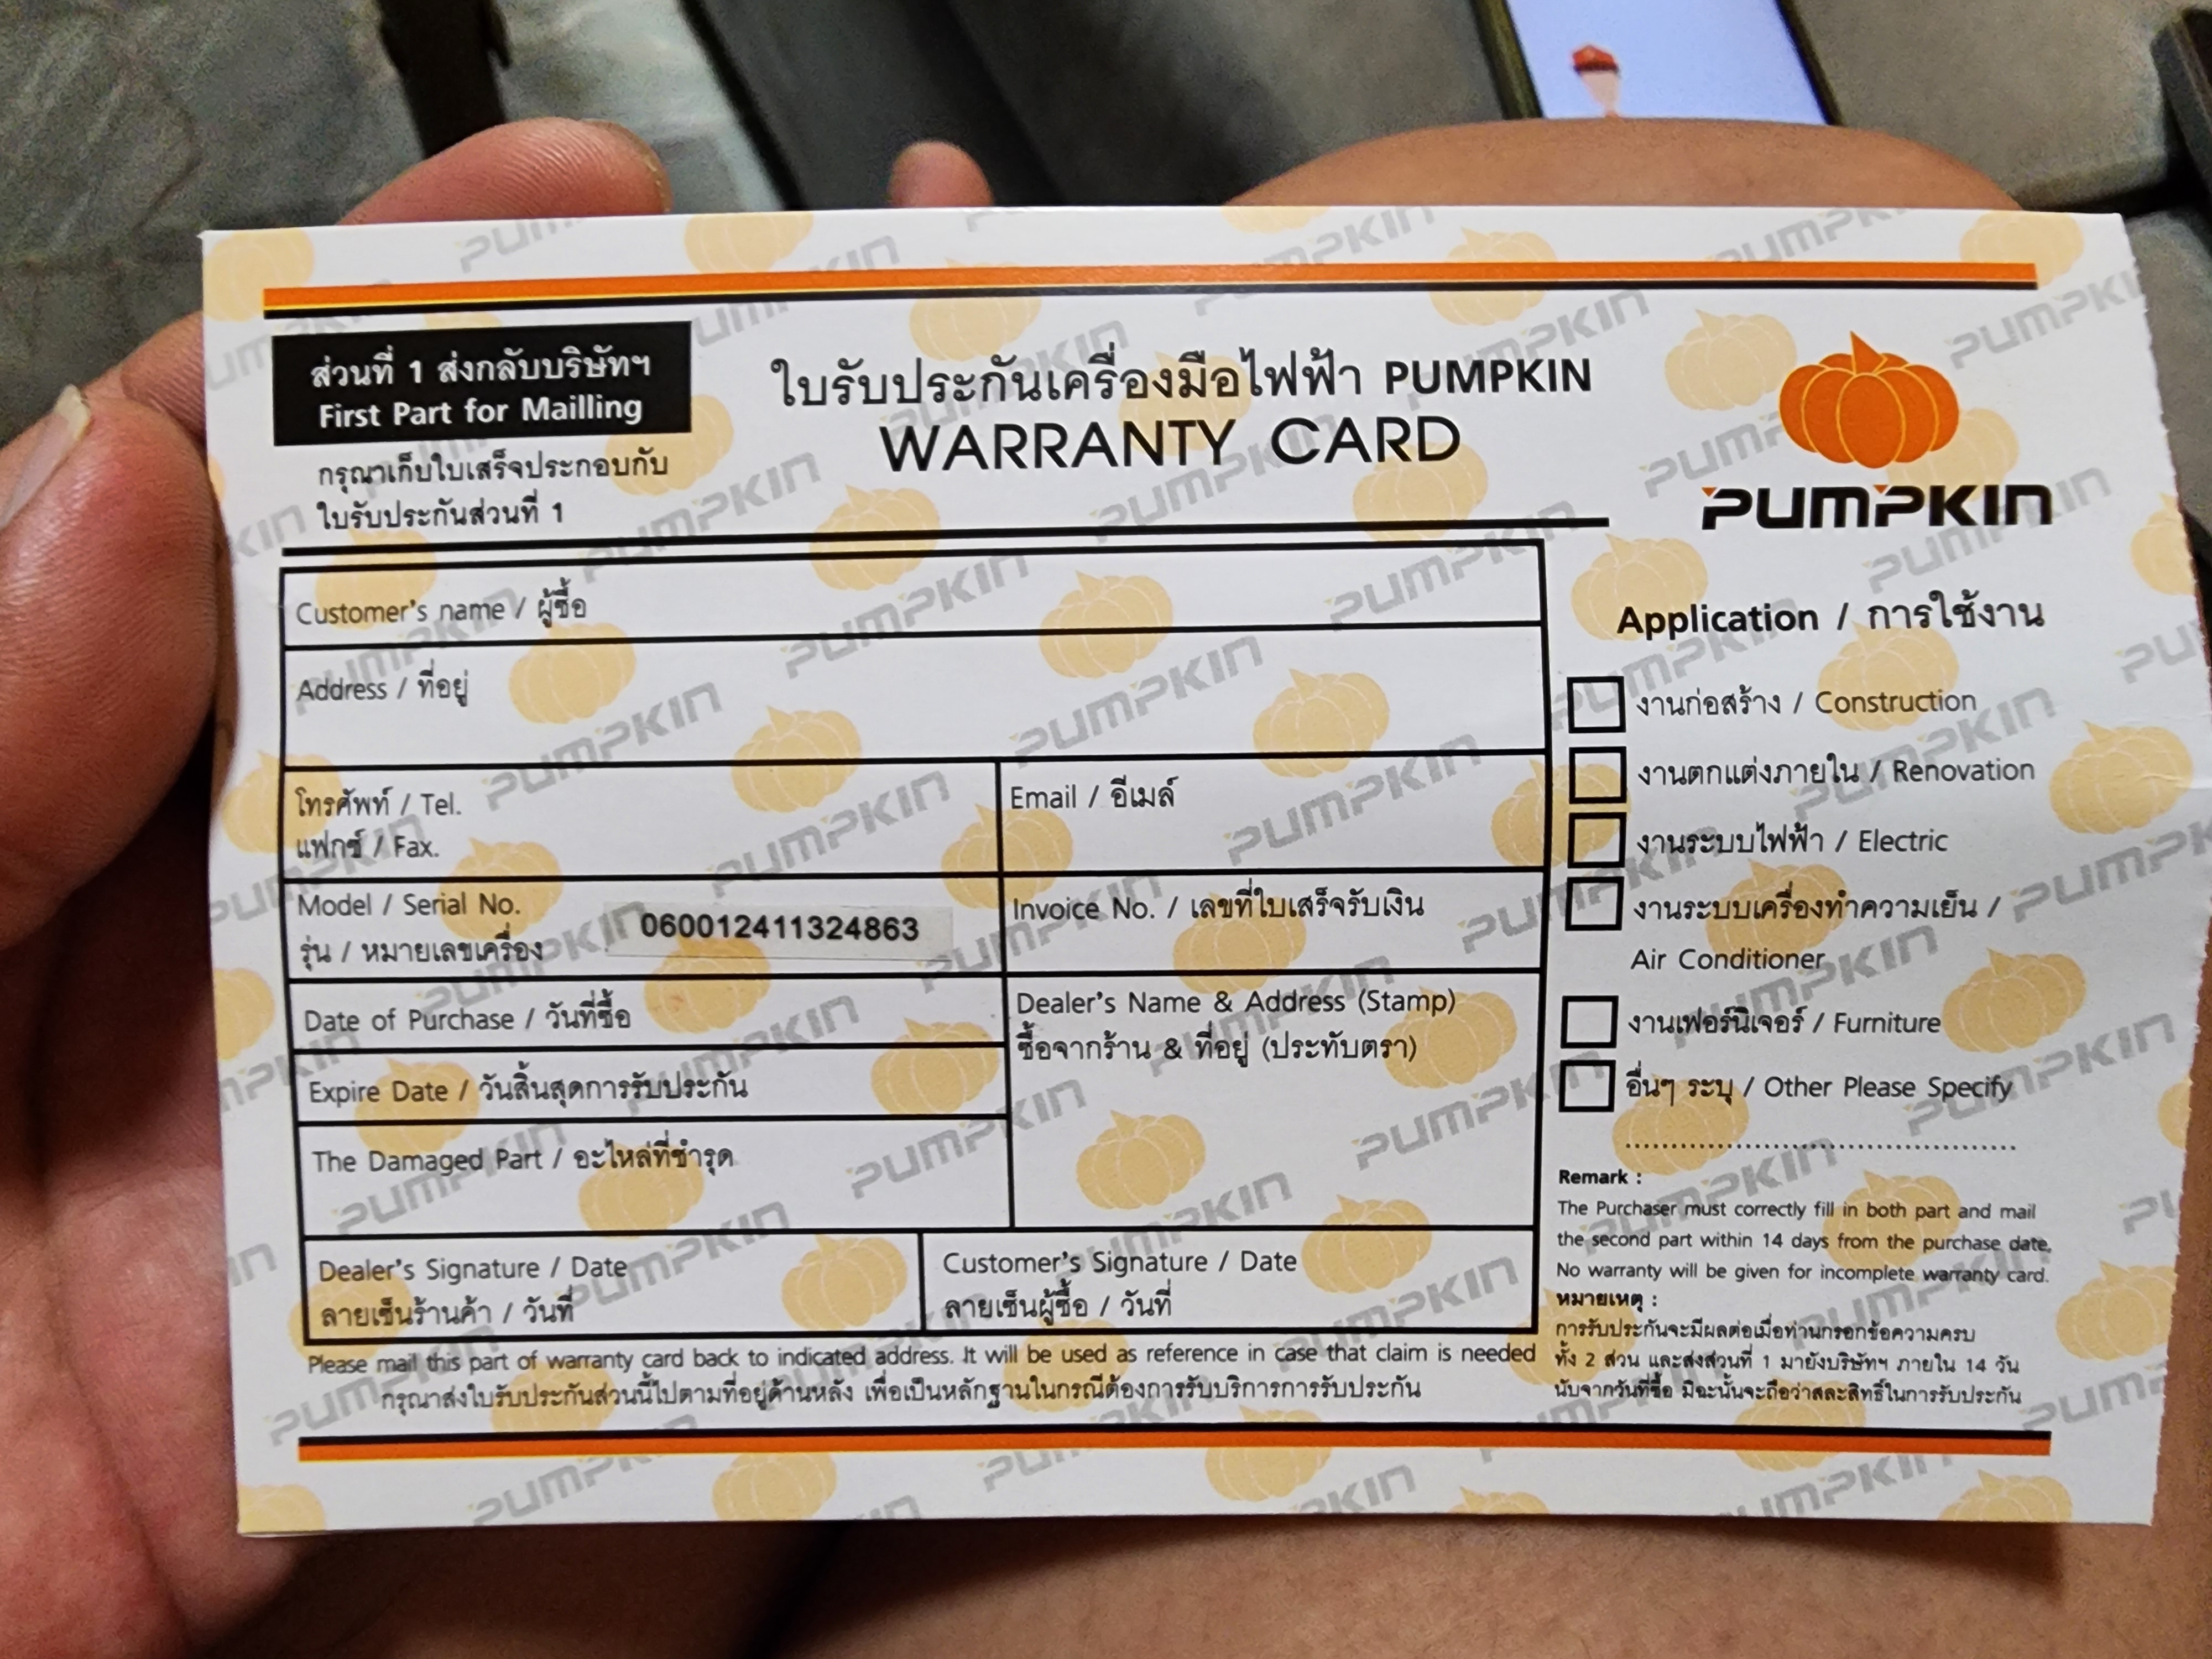 ส่วนที่ 1 ส่งกลับบริษัทฯ
First Part for Mailling
กรุณาเก็บใบเสร็จประกอบกับ
ใบรับประกันส่วนที่ 1
ใบรับประกันเครื่องมือไฟฟ้า PUMPKIN
WARRANTY CARD
PUMPKIN
Customer's name / ผู้ซื้อ
Address / ที่อยู่
โทรศัพท์ / Tel.
แฟกซ์ / Fax.
Email / อีเมล์
Model / Serial No.
รุ่น / หมายเลขเครื่อง
060012411324863
Invoice No. / เลขที่ใบเสร็จรับเงิน
Date of Purchase / วันที่ซื้อ
Expire Date / วันสิ้นสุดการรับประกัน
The Damaged Part / อะไหล่ที่ชำรุด
Dealer's Name & Address (Stamp)
ซื้อจากร้าน & ที่อยู่ (ประทับตรา)
Dealer's Signature / Date
ลายเซ็นร้านค้า / วันที่
Customer's Signature / Date
ลายเซ็นผู้ซื้อ / วันที่
Please mail this part of warranty card back to indicated address. It will be used as reference in case that claim is needed
กรุณาส่งใบรับประกันส่วนนี้ไปตามที่อยู่ด้านหลัง เพื่อเป็นหลักฐานในกรณีต้องการรับบริการการรับประกัน
Application / การใช้งาน
งานก่อสร้าง / Construction
งานตกแต่งภายใน / Renovation
งานระบบไฟฟ้า / Electric
งานระบบเครื่องทำความเย็น /
Air Conditioner
งานเฟอร์นิเจอร์ / Furniture
อื่นๆ ระบุ / Other Please Specify
Remark :
The Purchaser must correctly fill in both part and mail
the second part within 14 days from the purchase date,
No warranty will be given for incomplete warranty card.
หมายเหตุ :
การรับประกันจะมีผลต่อเมื่อท่านกรอกข้อความครบ
ทั้ง 2 ส่วน และส่งส่วนที่ 1 มายังบริษัทฯ ภายใน 14 วัน
นับจากวันที่ซื้อ มิฉะนั้นจะถือว่าสละสิทธิ์ในการรับประกัน